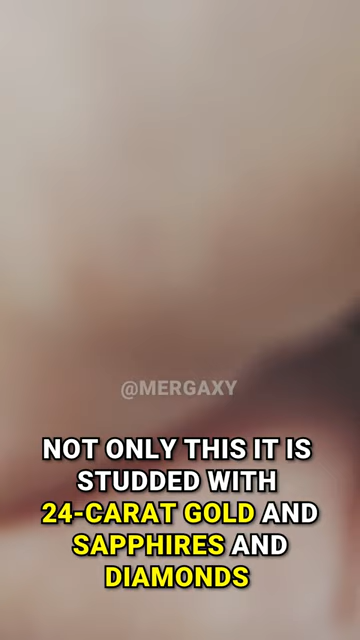 @MERGAXY
NOT ONLY THIS IT IS
STUDDED WITH
24-CARAT GOLD AND
SAPPHIRES AND
DIAMONDS